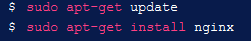 $ sudo apt-get update
$ sudo apt-get install nginx